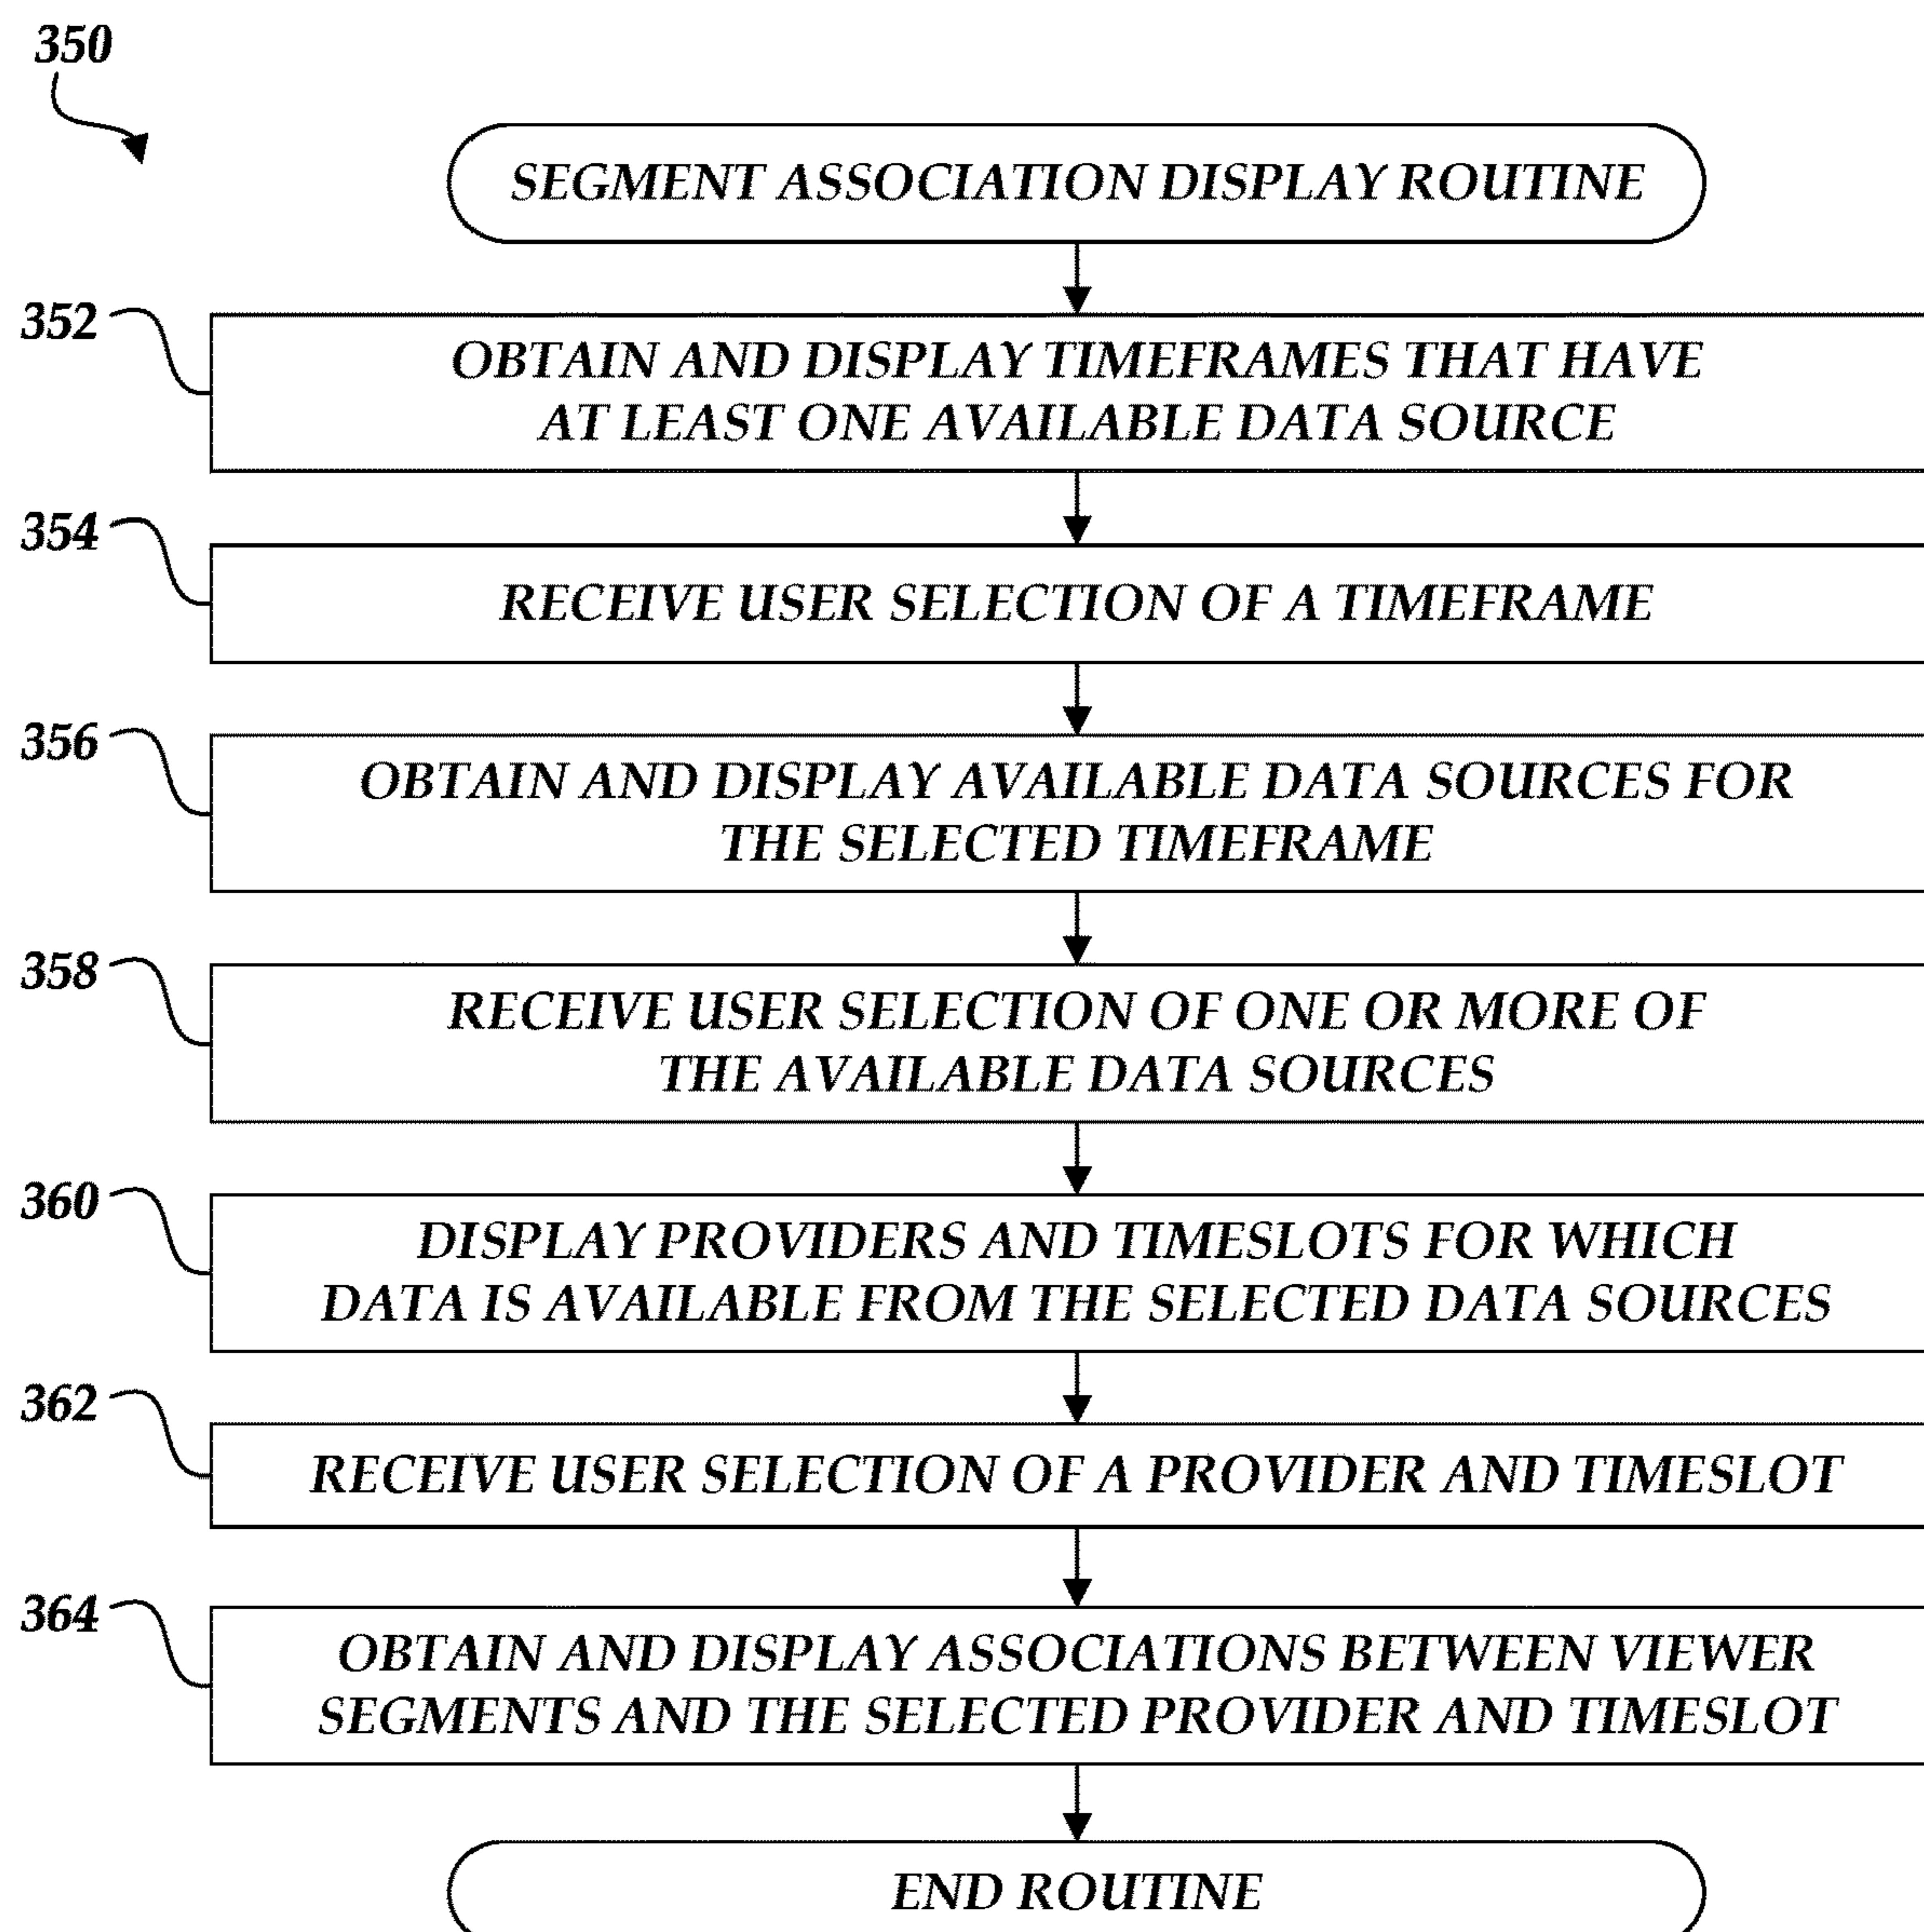 350
SEGMENT ASSOCIATION DISPLAY ROUTINE
352
OBTAIN AND DISPLAY TIMEFRAMES THAT HAVE
AT LEAST ONE AVAILABLE DATA SOURCE
354
RECEIVE USER SELECTION OF A TIMEFRAME
356
OBTAIN AND DISPLAY AVAILABLE DATA SOURCES FOR
THE SELECTED TIMEFRAME
358
RECEIVE USER SELECTION OF ONE OR MORE OF
THE AVAILABLE DATA SOURCES
360
DISPLAY PROVIDERS AND TIMESLOTS FOR WHICH
DATA IS AVAILABLE FROM THE SELECTED DATA SOURCES
362
RECEIVE USER SELECTION OF A PROVIDER AND TIMESLOT
364
OBTAIN AND DISPLAY ASSOCIATIONS BETWEEN VIEWER
SEGMENTS AND THE SELECTED PROVIDER AND TIMESLOT
END ROUTINE